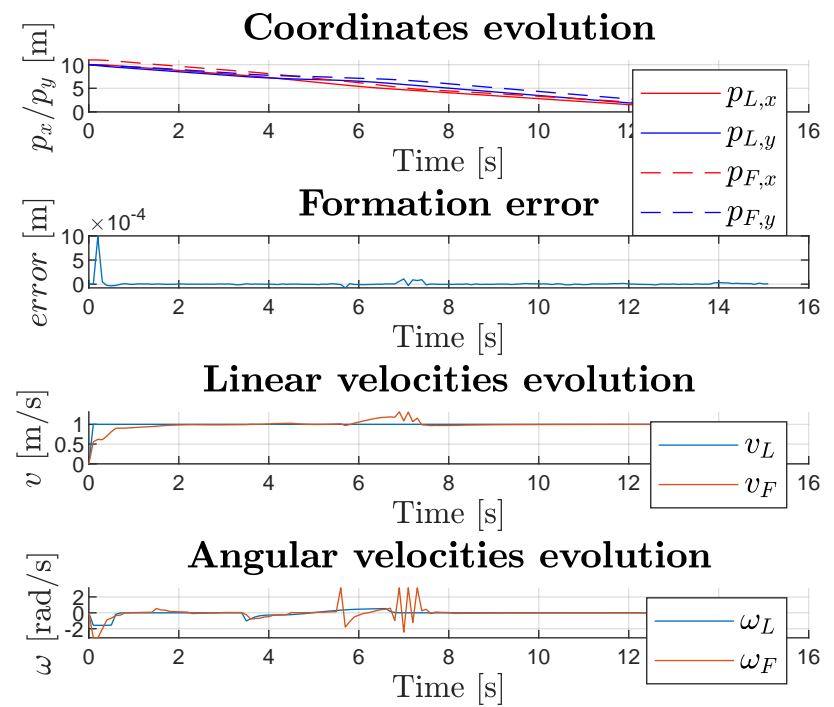 Coordinates evolution
p_x/p_y [m]
10
5
0
0 2 4 6 8 10 12 16
Time [s]
p_{L,x}
p_{L,y}
p_{F,x}
p_{F,y}
Formation error
×10^{-4}
error [m]
10
5
0
0 2 4 6 8 10 12 14 16
Time [s]
Linear velocities evolution
v [m/s]
1
0.5
0
0 2 4 6 8 10 12 16
Time [s]
v_L
v_F
Angular velocities evolution
ω [rad/s]
2
0
-2
0 2 4 6 8 10 12 16
Time [s]
ω_L
ω_F